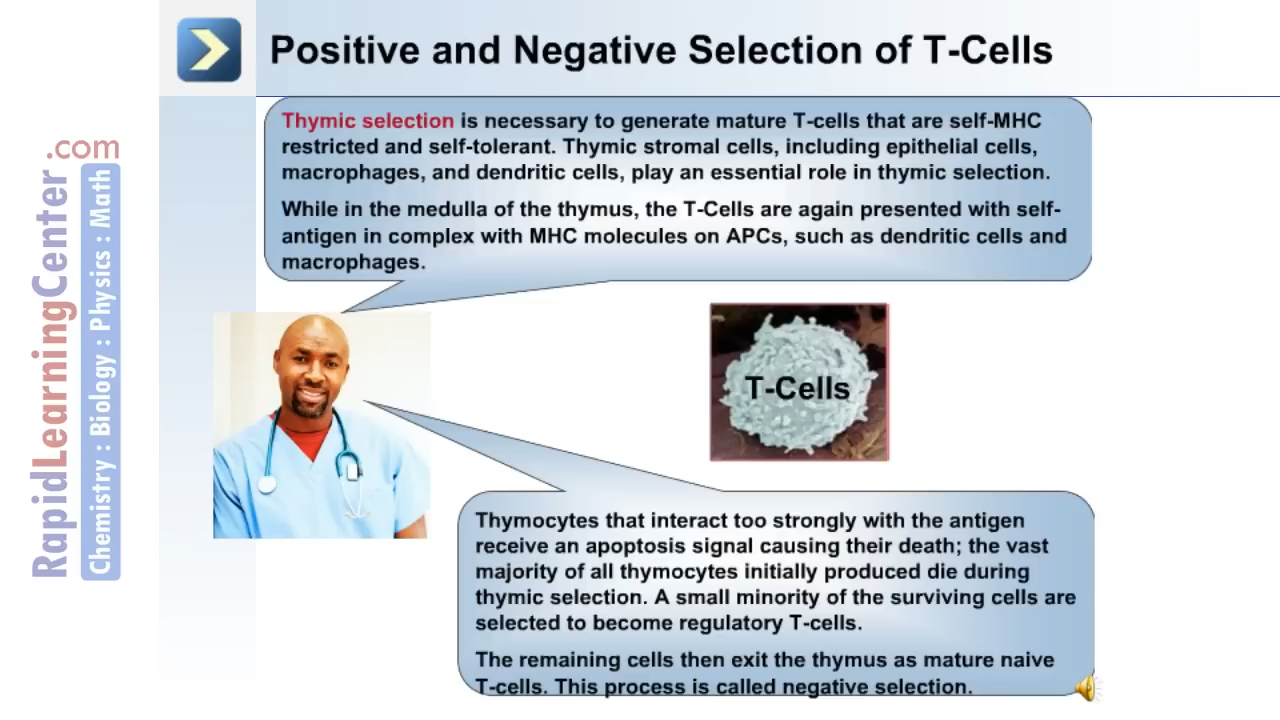 Positive and Negative Selection of T-Cells
Thymic selection is necessary to generate mature T-cells that are self-MHC
restricted and self-tolerant. Thymic stromal cells, including epithelial cells,
macrophages, and dendritic cells, play an essential role in thymic selection.
While in the medulla of the thymus, the T-Cells are again presented with self-
antigen in complex with MHC molecules on APCs, such as dendritic cells and
macrophages.
T-Cells
Thymocytes that interact too strongly with the antigen
receive an apoptosis signal causing their death; the vast
majority of all thymocytes initially produced die during
thymic selection. A small minority of the surviving cells are
selected to become regulatory T-cells.
The remaining cells then exit the thymus as mature naive
T-cells. This process is called negative selection.
RapidLearningCenter.com
Chemistry : Biology : Physics : Math